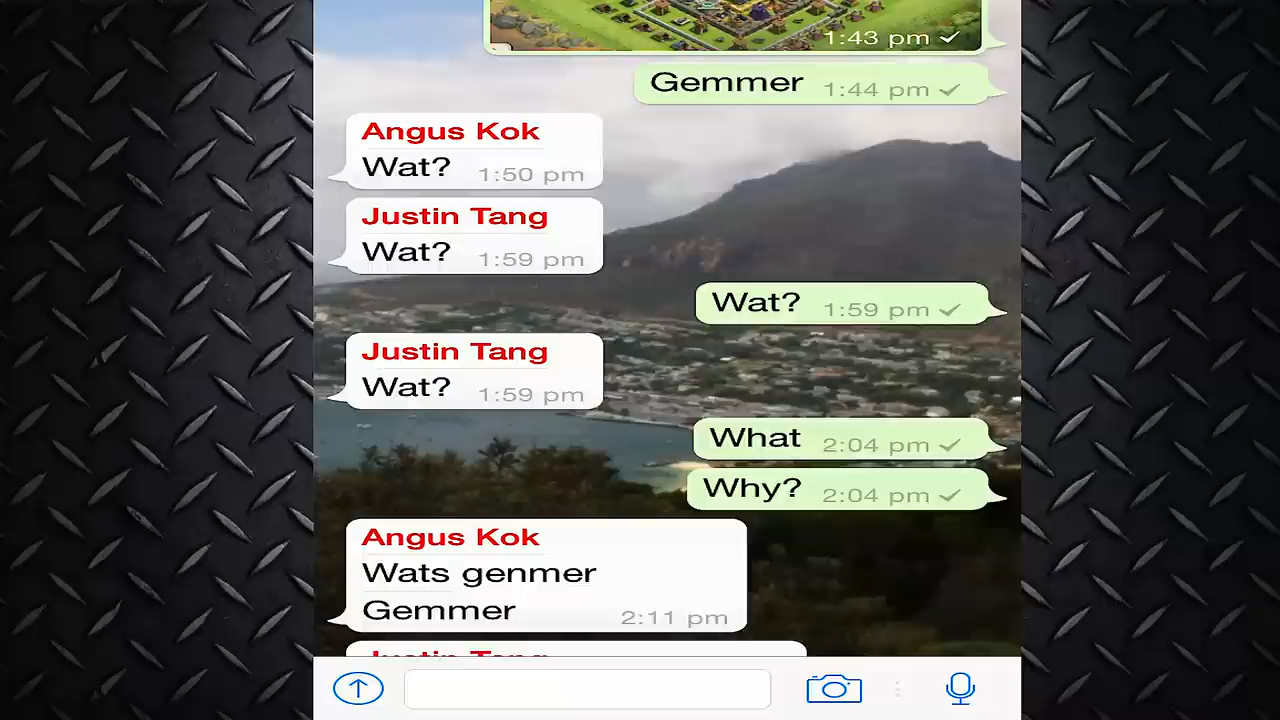 1:43 pm
Gemmer 1:44 pm
Angus Kok
Wat? 1:50 pm
Justin Tang
Wat? 1:59 pm
Wat? 1:59 pm
Justin Tang
Wat? 1:59 pm
What 2:04 pm
Why? 2:04 pm
Angus Kok
Wats genmer
Gemmer 2:11 pm
Justin Tang